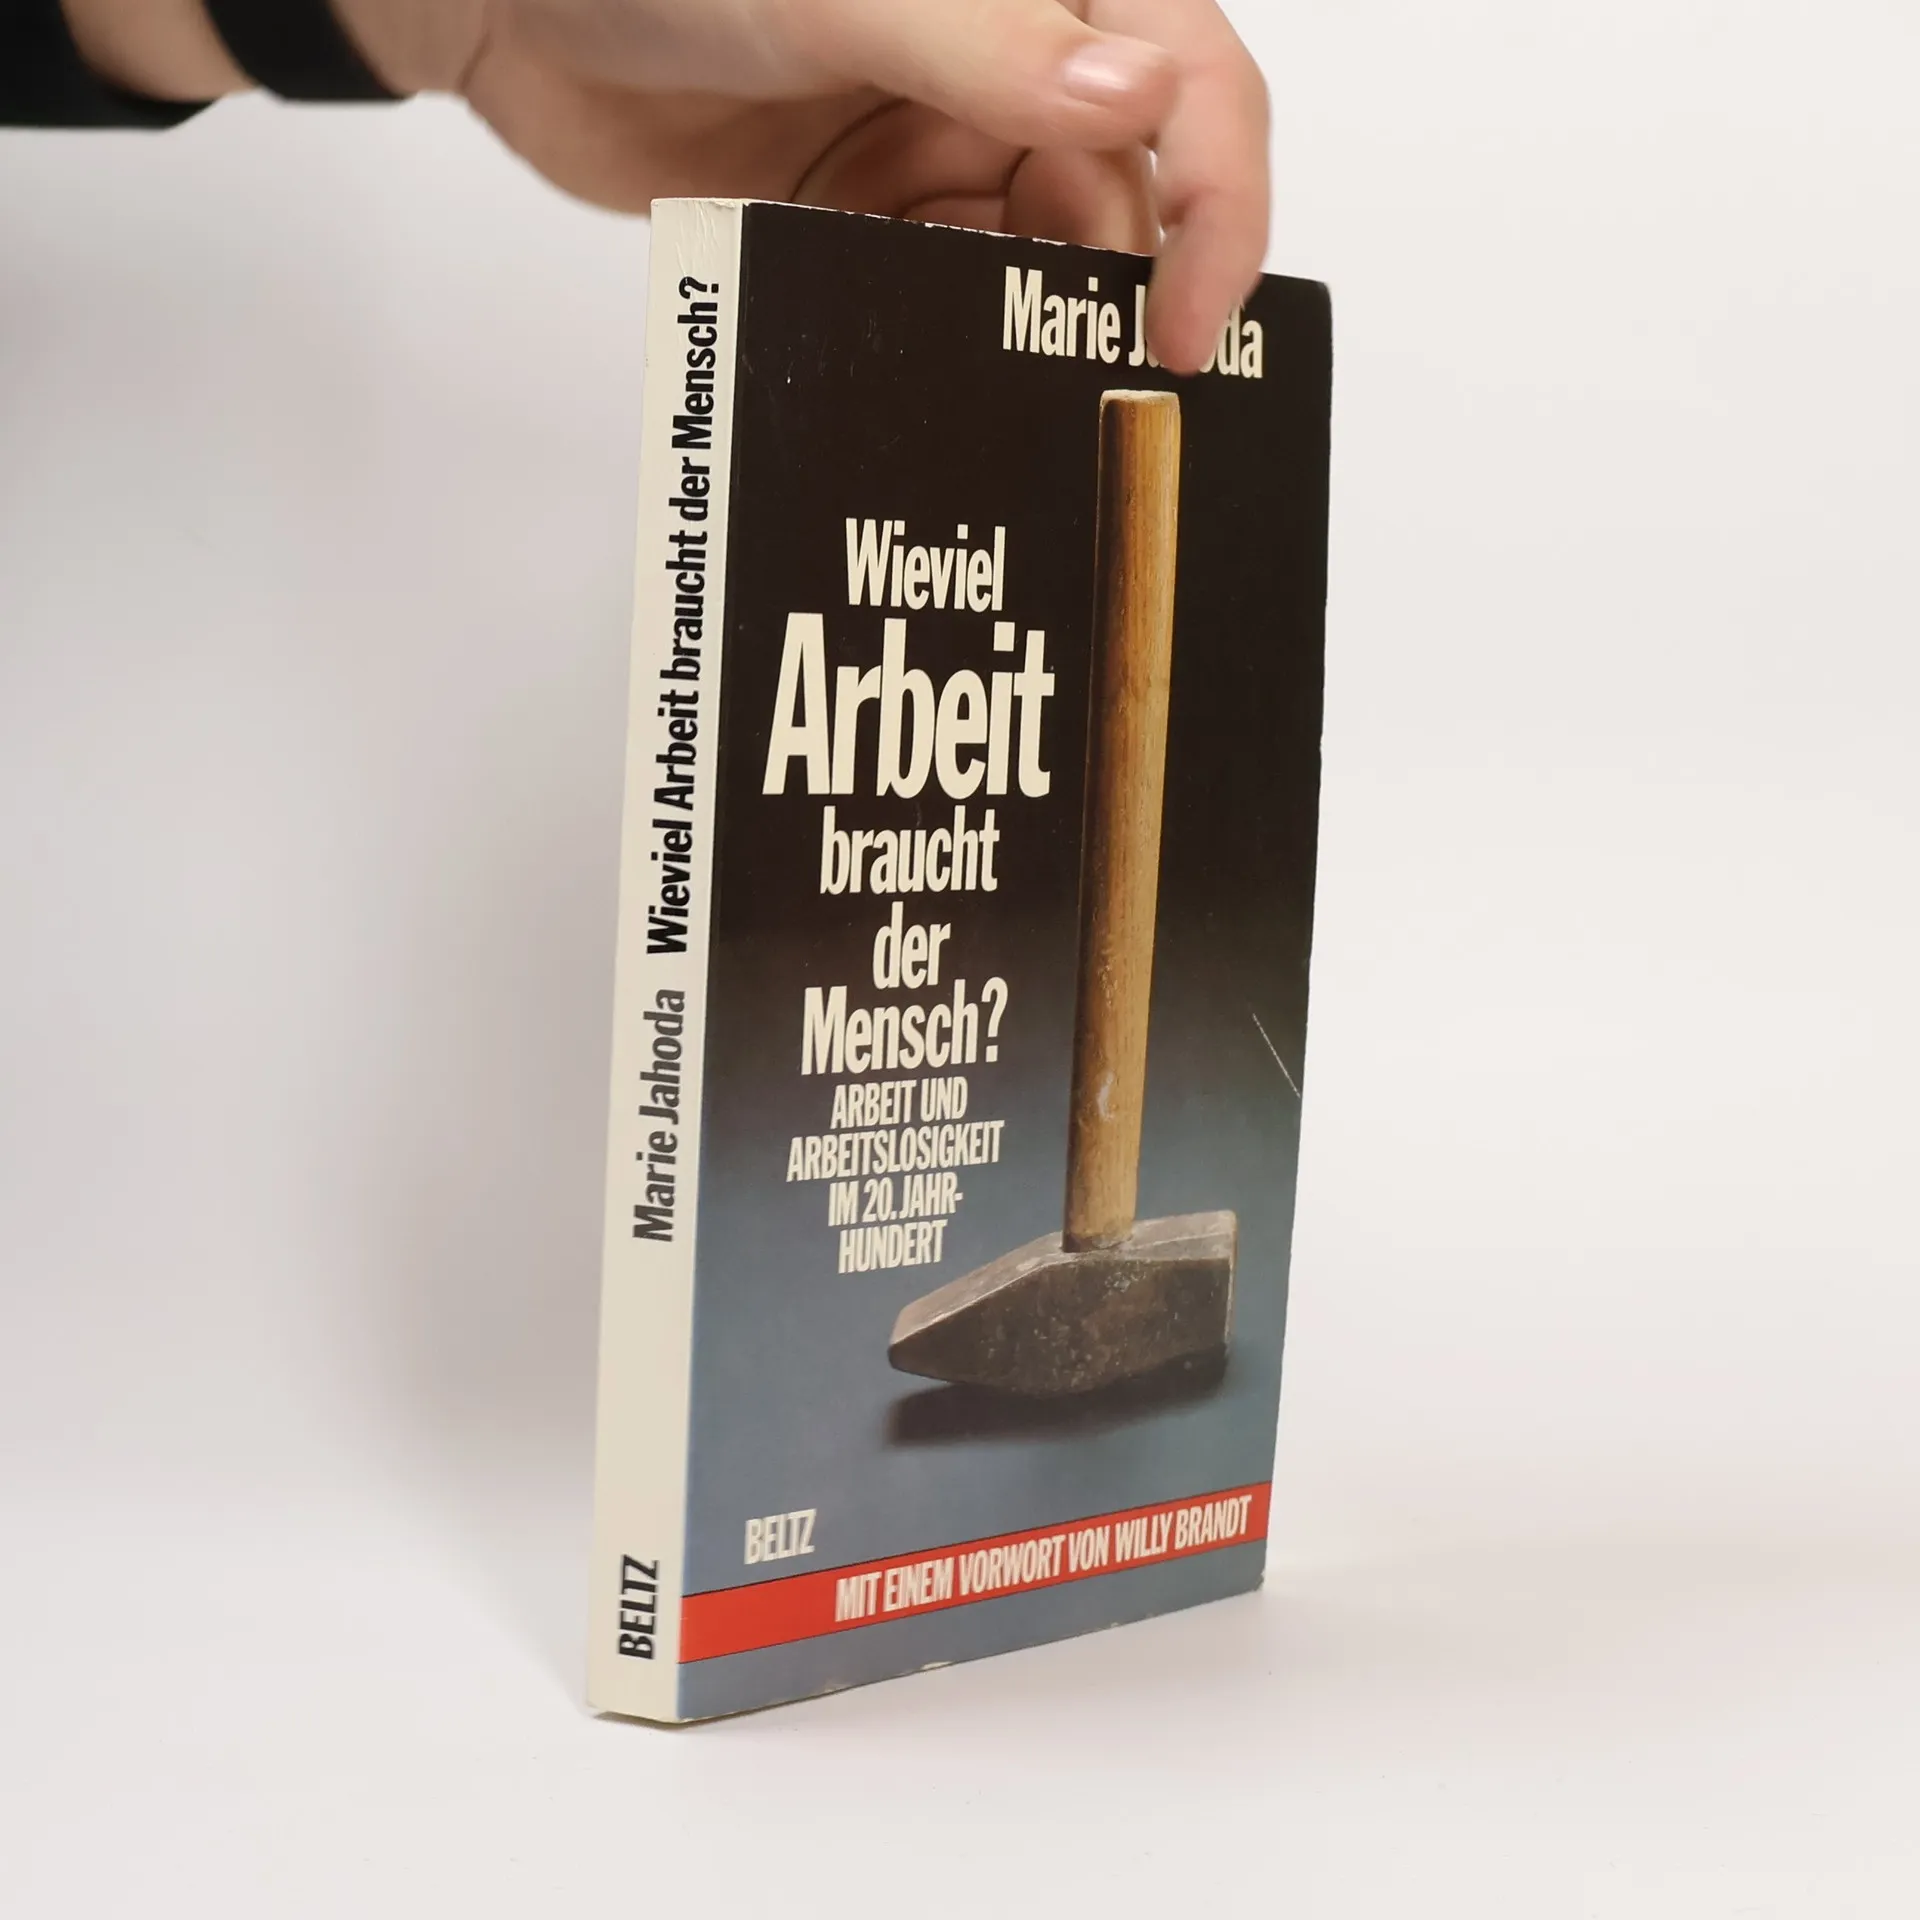 Marie Jahoda
Wieviel
Arbeit
braucht
der
Mensch?
ARBEIT UND
ARBEITSLOSIGKEIT
IM 20. JAHR-
HUNDERT
BELTZ
MIT EINEM VORWORT VON WILLY BRANDT
Marie Jahoda Wieviel Arbeit braucht der Mensch?
BELTZ